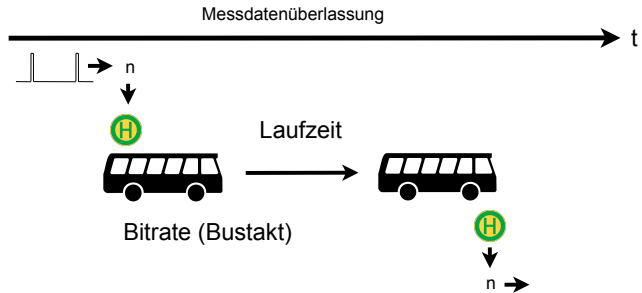 Messdatenüberlassung
t
n
H
Laufzeit
Bitrate (Bustakt)
H
n